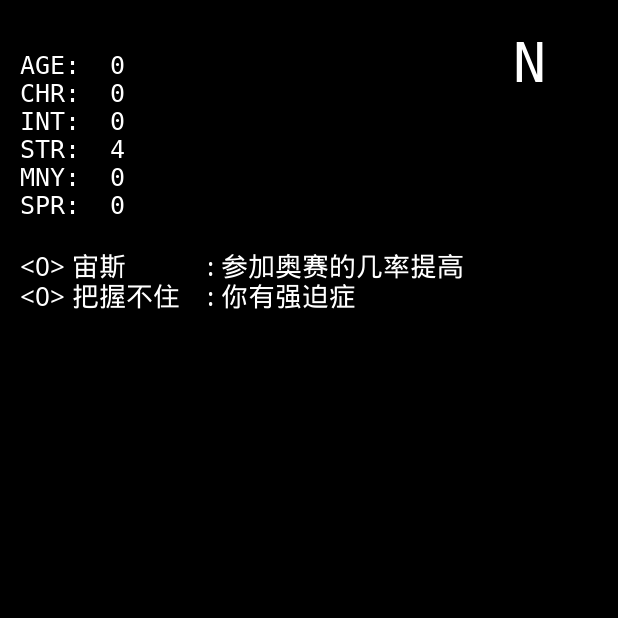 N
AGE: 0
CHR: 0
INT: 0
STR: 4
MNY: 0
SPR: 0
<O> 宙斯 : 参加奥赛的几率提高
<O> 把握不住 : 你有强迫症